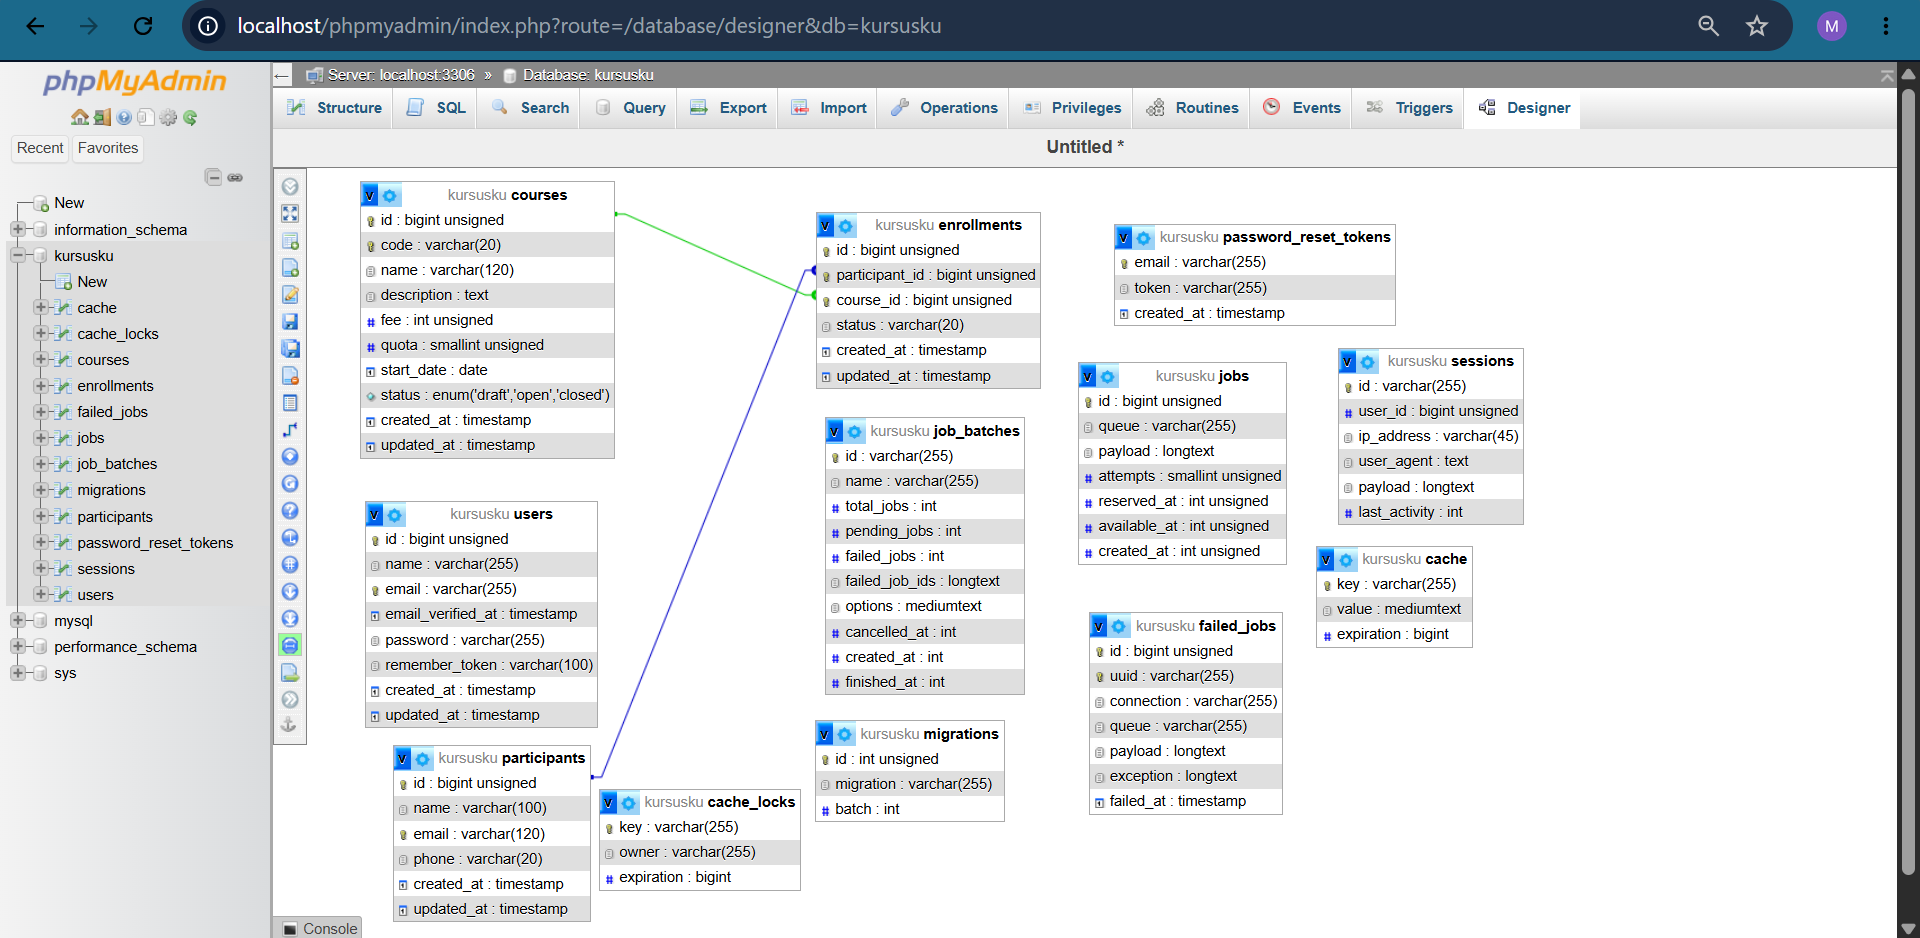 localhost/phpmyadmin/index.php?route=/database/designer&db=kursusku
M
phpMyAdmin
Recent
Favorites
New
information_schema
kursusku
New
cache
cache_locks
courses
enrollments
failed_jobs
jobs
job_batches
migrations
participants
password_reset_tokens
sessions
users
mysql
performance_schema
sys
Server: localhost:3306 » Database: kursusku
Structure
SQL
Search
Query
Export
Import
Operations
Privileges
Routines
Events
Triggers
Designer
Untitled *
kursusku courses
id : bigint unsigned
code : varchar(20)
name : varchar(120)
description : text
fee : int unsigned
quota : smallint unsigned
start_date : date
status : enum('draft','open','closed')
created_at : timestamp
updated_at : timestamp
kursusku users
id : bigint unsigned
name : varchar(255)
email : varchar(255)
email_verified_at : timestamp
password : varchar(255)
remember_token : varchar(100)
created_at : timestamp
updated_at : timestamp
kursusku participants
id : bigint unsigned
name : varchar(100)
email : varchar(120)
phone : varchar(20)
created_at : timestamp
updated_at : timestamp
kursusku cache_locks
key : varchar(255)
owner : varchar(255)
expiration : bigint
kursusku enrollments
id : bigint unsigned
participant_id : bigint unsigned
course_id : bigint unsigned
status : varchar(20)
created_at : timestamp
updated_at : timestamp
kursusku job_batches
id : varchar(255)
name : varchar(255)
total_jobs : int
pending_jobs : int
failed_jobs : int
failed_job_ids : longtext
options : mediumtext
cancelled_at : int
created_at : int
finished_at : int
kursusku migrations
id : int unsigned
migration : varchar(255)
batch : int
kursusku password_reset_tokens
email : varchar(255)
token : varchar(255)
created_at : timestamp
kursusku jobs
id : bigint unsigned
queue : varchar(255)
payload : longtext
attempts : smallint unsigned
reserved_at : int unsigned
available_at : int unsigned
created_at : int unsigned
kursusku failed_jobs
id : bigint unsigned
uuid : varchar(255)
connection : varchar(255)
queue : varchar(255)
payload : longtext
exception : longtext
failed_at : timestamp
kursusku sessions
id : varchar(255)
user_id : bigint unsigned
ip_address : varchar(45)
user_agent : text
payload : longtext
last_activity : int
kursusku cache
key : varchar(255)
value : mediumtext
expiration : bigint
Console